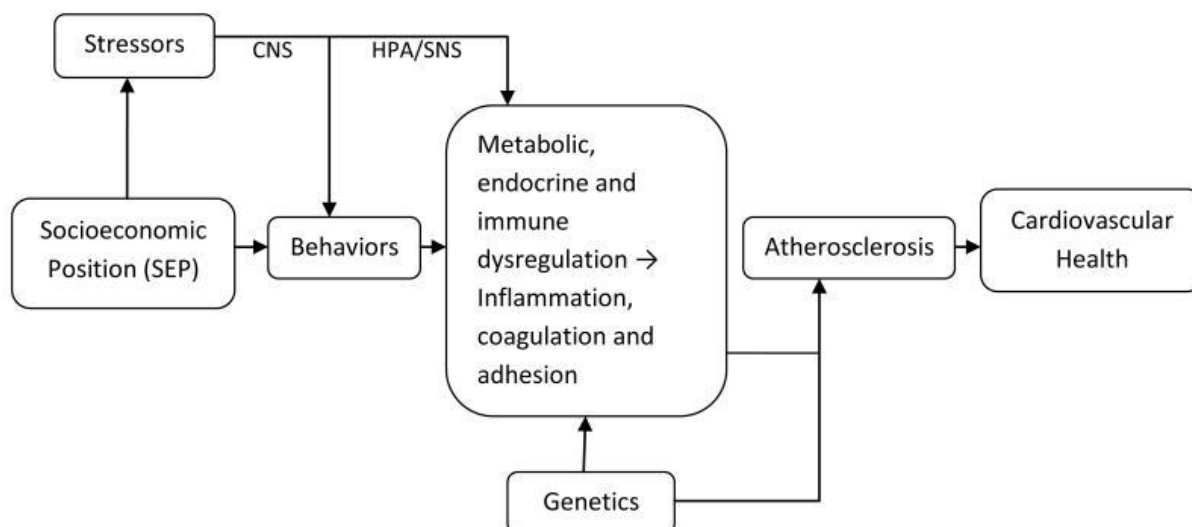 Stressors
CNS
HPA/SNS
Metabolic,
endocrine and
immune
dysregulation →
Inflammation,
coagulation and
adhesion
Socioeconomic
Position (SEP)
Behaviors
Atherosclerosis
Cardiovascular
Health
Genetics